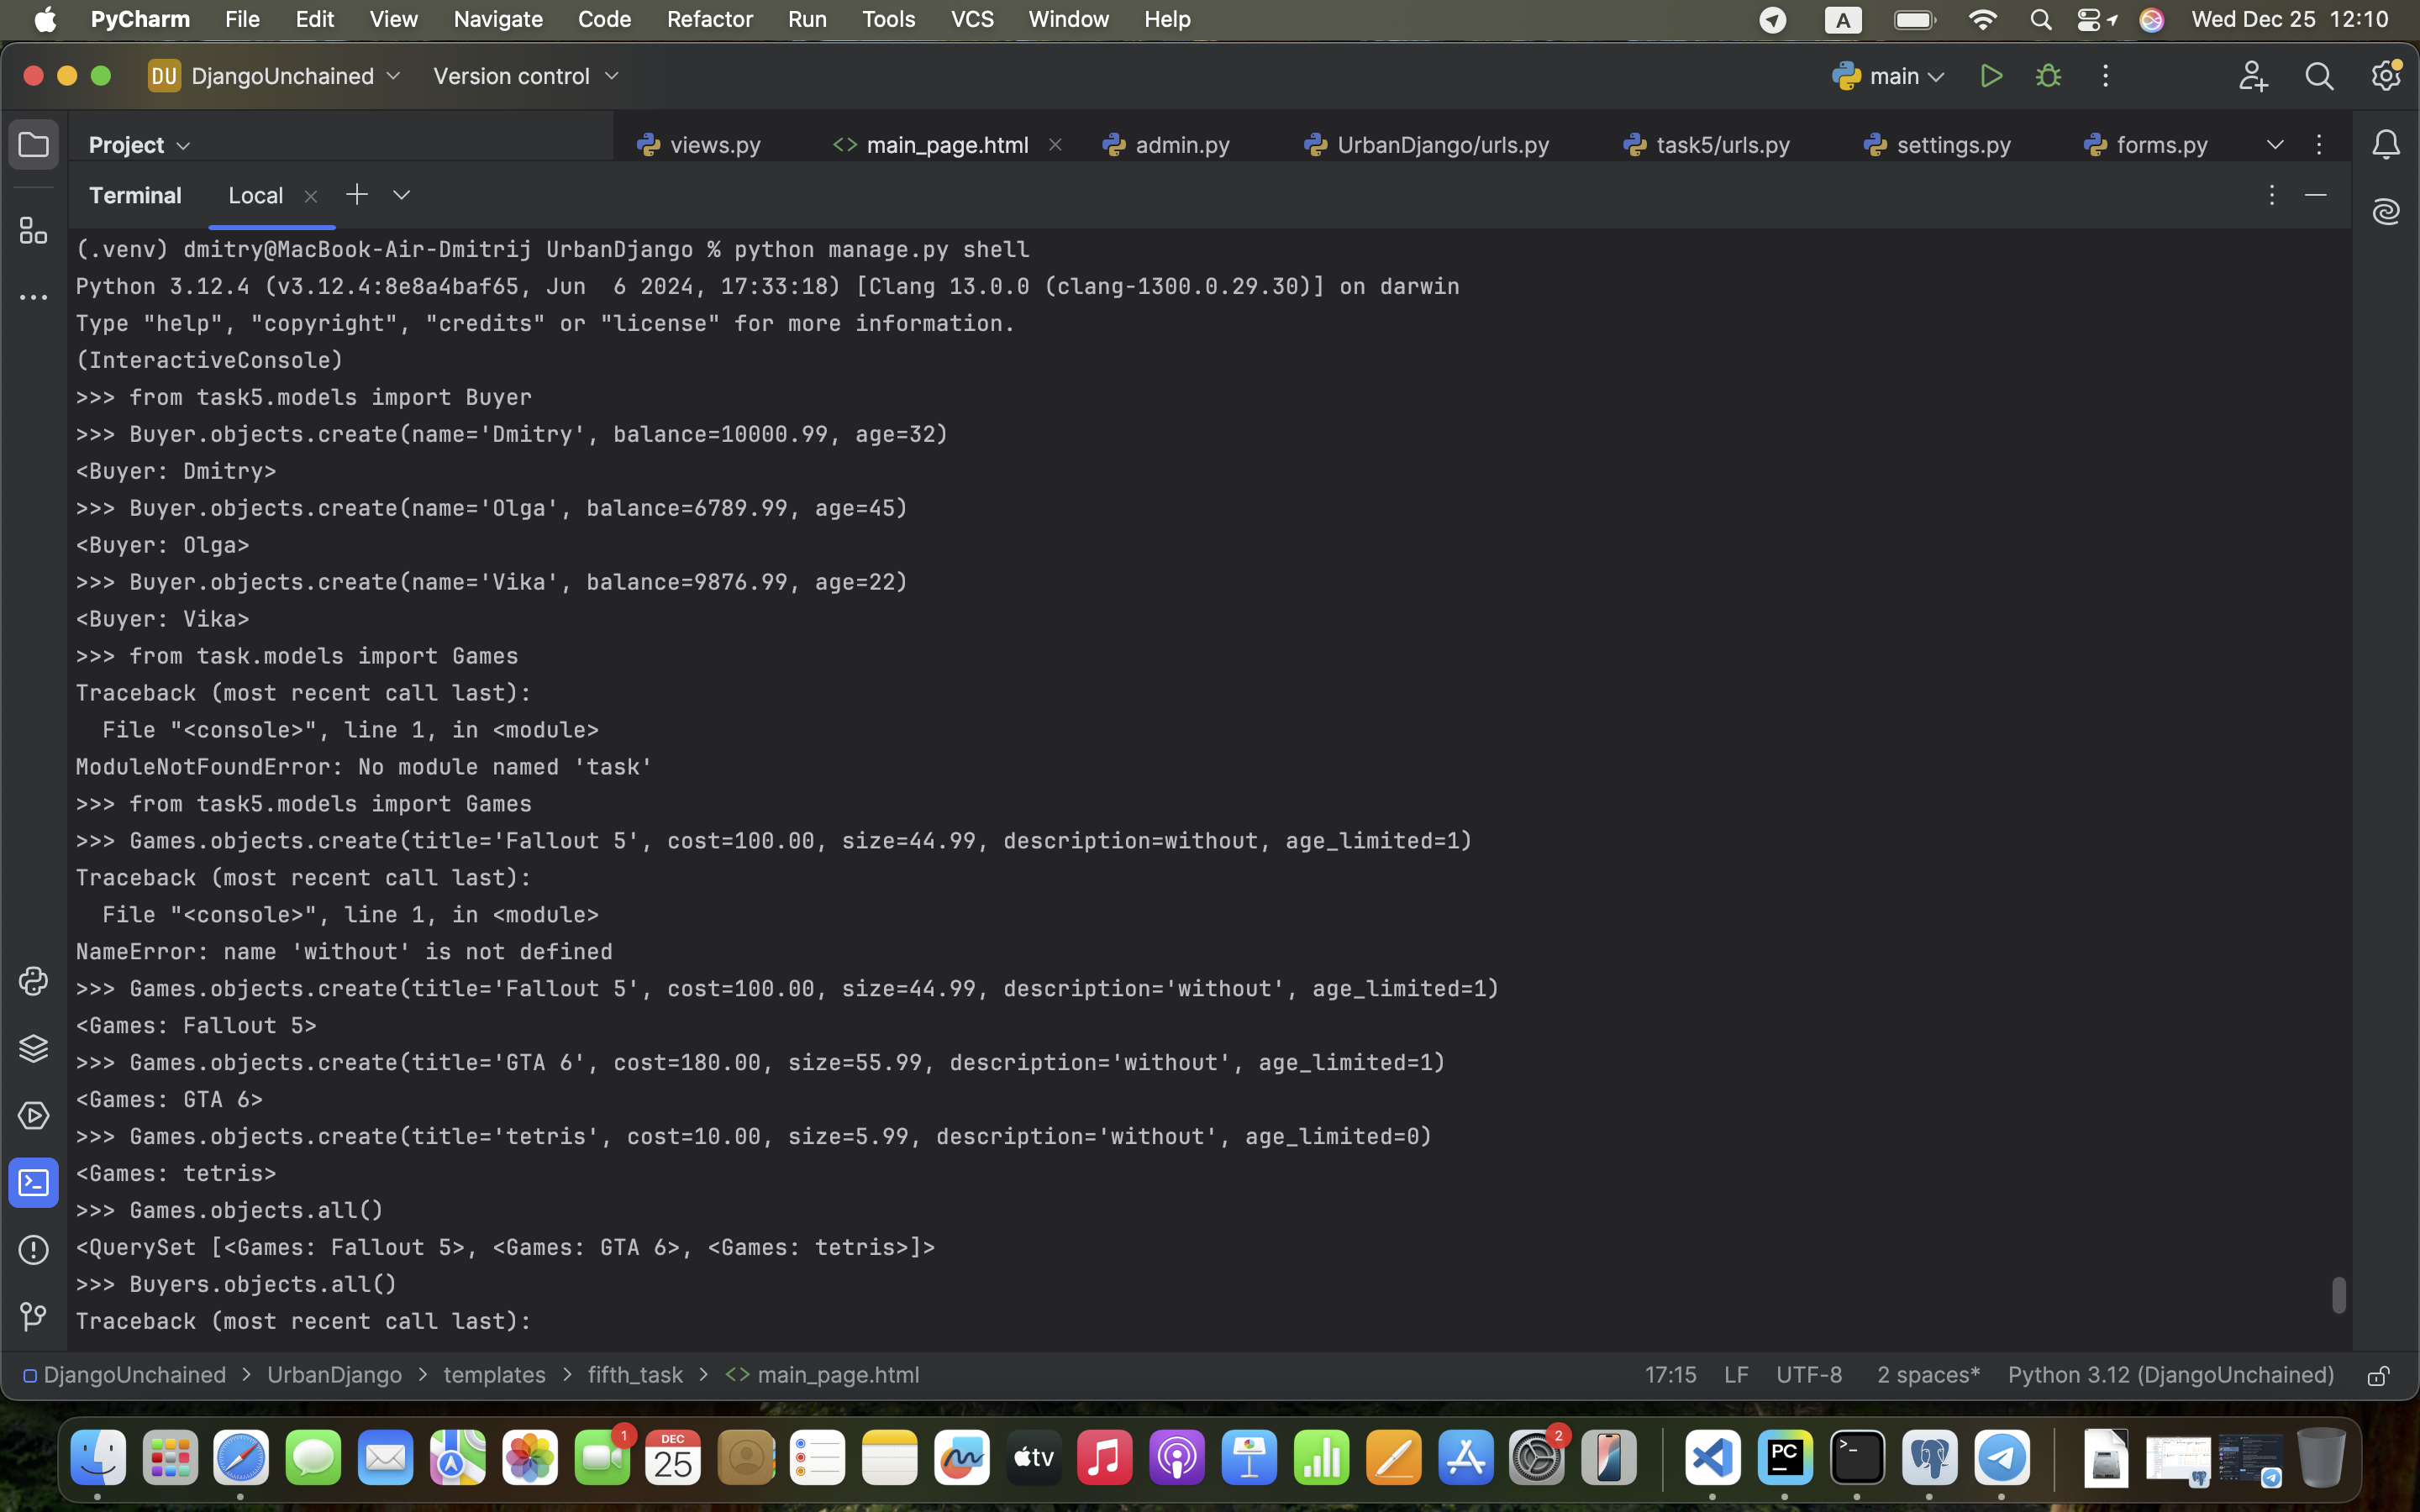 PyCharm File Edit View Navigate Code Refactor Run Tools VCS Window Help A Wed Dec 25 12:10
DU DjangoUnchained Version control main
Project views.py <> main_page.html admin.py UrbanDjango/urls.py task5/urls.py settings.py forms.py
Terminal Local
(.venv) dmitry@MacBook-Air-Dmitrij UrbanDjango % python manage.py shell
Python 3.12.4 (v3.12.4:8e8a4baf65, Jun  6 2024, 17:33:18) [Clang 13.0.0 (clang-1300.0.29.30)] on darwin
Type "help", "copyright", "credits" or "license" for more information.
(InteractiveConsole)
>>> from task5.models import Buyer
>>> Buyer.objects.create(name='Dmitry', balance=10000.99, age=32)
<Buyer: Dmitry>
>>> Buyer.objects.create(name='Olga', balance=6789.99, age=45)
<Buyer: Olga>
>>> Buyer.objects.create(name='Vika', balance=9876.99, age=22)
<Buyer: Vika>
>>> from task.models import Games
Traceback (most recent call last):
  File "<console>", line 1, in <module>
ModuleNotFoundError: No module named 'task'
>>> from task5.models import Games
>>> Games.objects.create(title='Fallout 5', cost=100.00, size=44.99, description=without, age_limited=1)
Traceback (most recent call last):
  File "<console>", line 1, in <module>
NameError: name 'without' is not defined
>>> Games.objects.create(title='Fallout 5', cost=100.00, size=44.99, description='without', age_limited=1)
<Games: Fallout 5>
>>> Games.objects.create(title='GTA 6', cost=180.00, size=55.99, description='without', age_limited=1)
<Games: GTA 6>
>>> Games.objects.create(title='tetris', cost=10.00, size=5.99, description='without', age_limited=0)
<Games: tetris>
>>> Games.objects.all()
<QuerySet [<Games: Fallout 5>, <Games: GTA 6>, <Games: tetris>]>
>>> Buyers.objects.all()
Traceback (most recent call last):
DjangoUnchained > UrbanDjango > templates > fifth_task > <> main_page.html 17:15 LF UTF-8 2 spaces* Python 3.12 (DjangoUnchained)
1 DEC 25 tv 2 PC >_